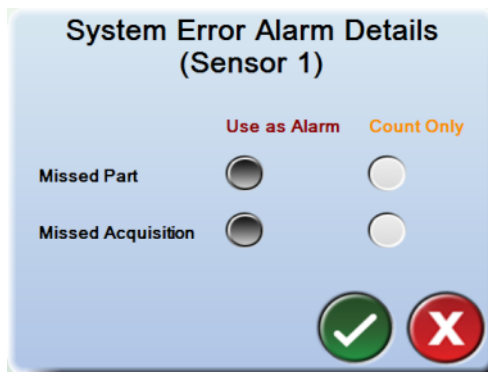 System Error Alarm Details
(Sensor 1)
Use as Alarm Count Only
Missed Part
Missed Acquisition